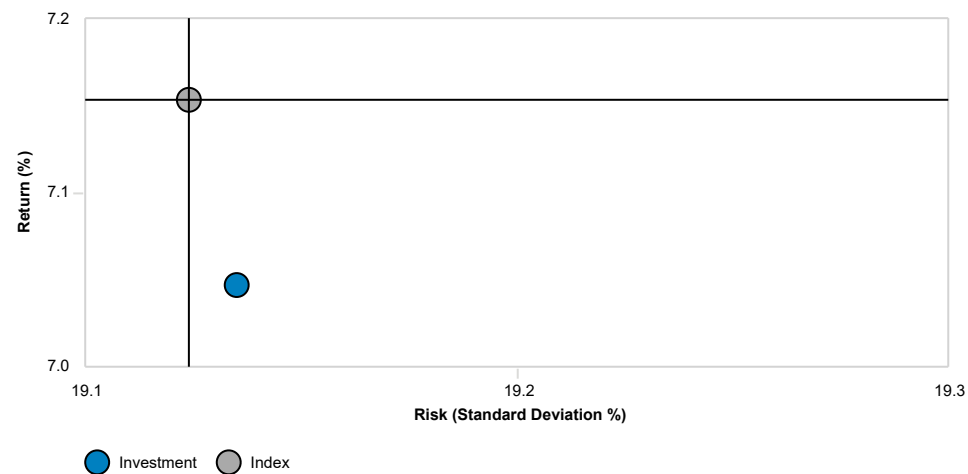 7.2
Return (%)
7.1
7.0
19.1
19.2
19.3
Risk (Standard Deviation %)
Investment
Index